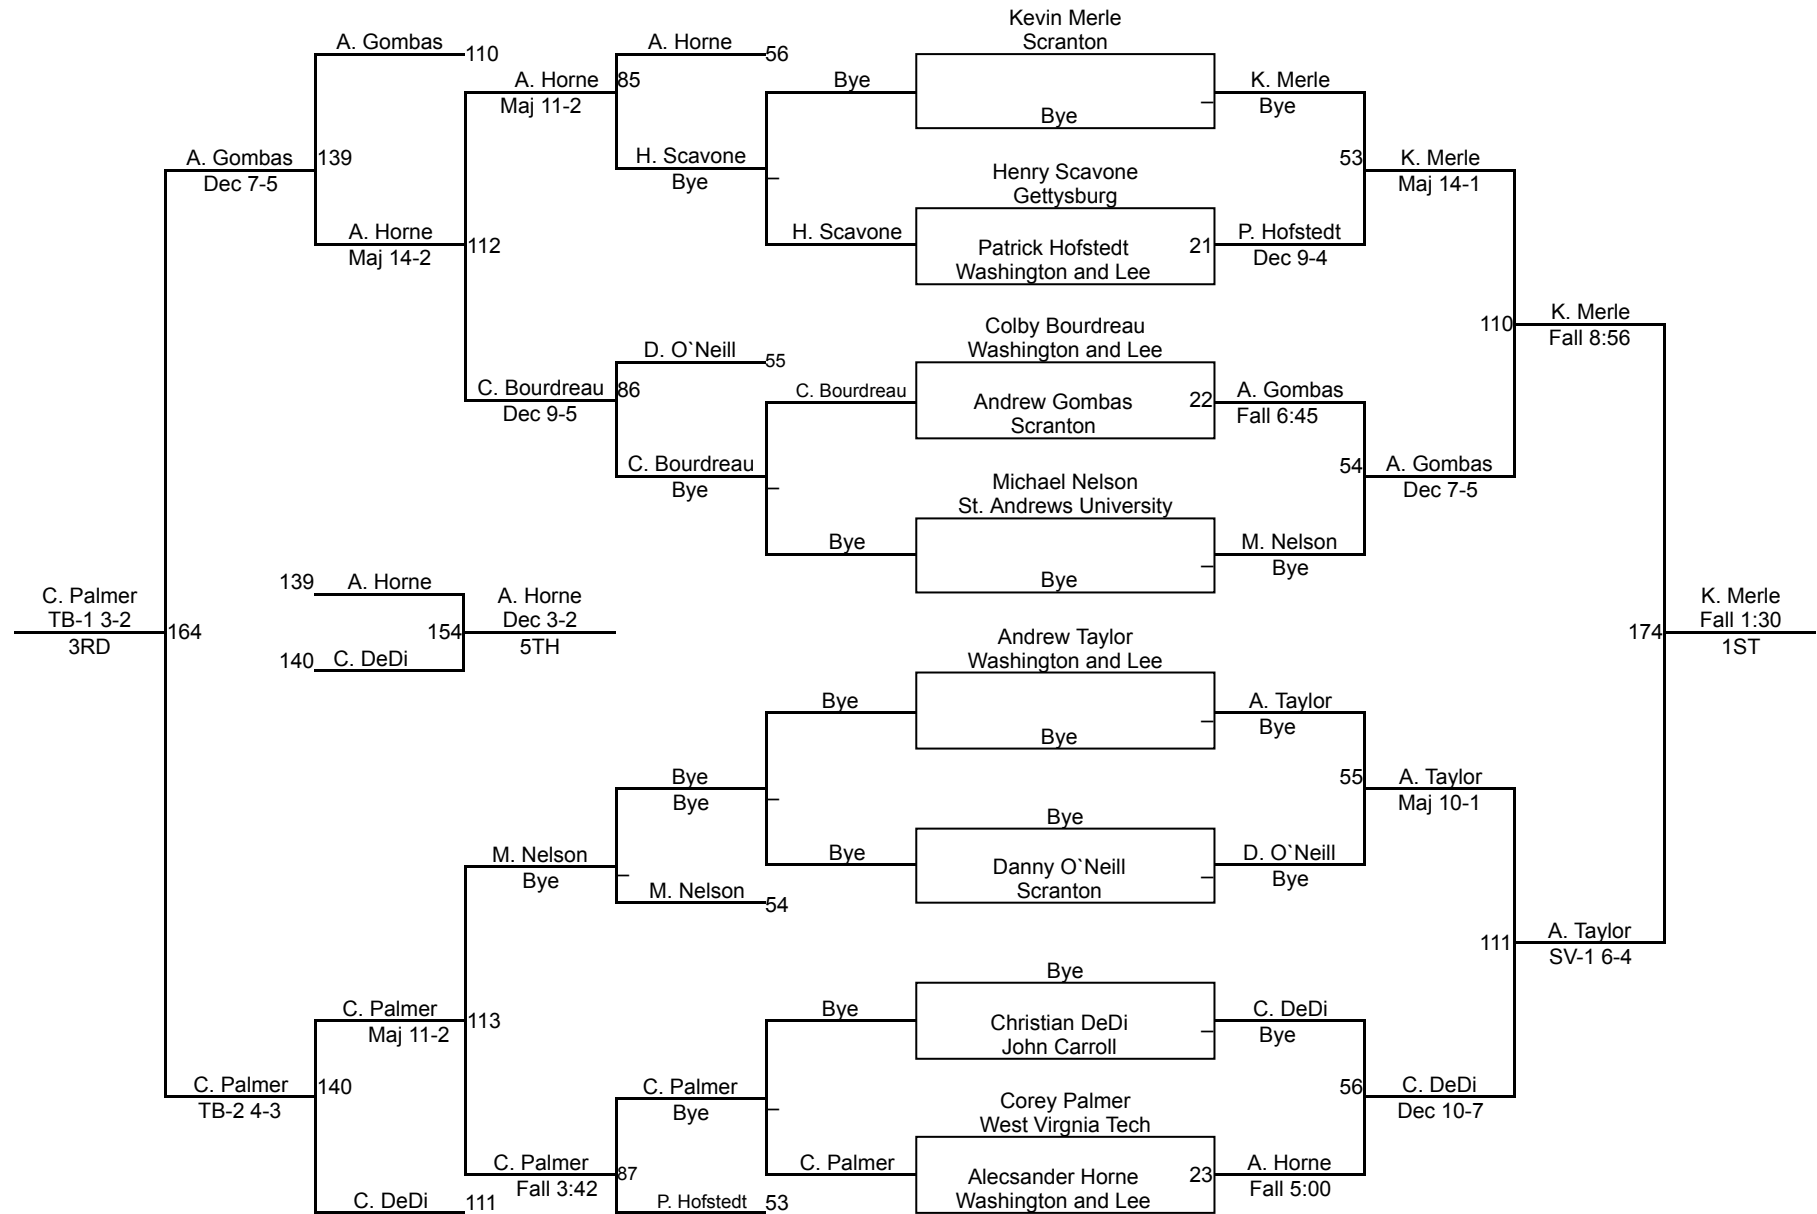 Kevin Merle
Scranton
A. Gombas
110
A. Horne
56
A. Horne
85
Maj 11-2
Bye
K. Merle
Bye
Bye
A. Gombas
139
Dec 7-5
H. Scavone
Bye
Henry Scavone
Gettysburg
53
K. Merle
Maj 14-1
A. Horne
112
Maj 14-2
H. Scavone
Patrick Hofstedt
Washington and Lee
21
P. Hofstedt
Dec 9-4
Colby Bourdreau
Washington and Lee
110
K. Merle
Fall 8:56
D. O`Neill
55
C. Bourdreau
86
Dec 9-5
C. Bourdreau
Andrew Gombas
Scranton
22
A. Gombas
Fall 6:45
C. Bourdreau
Bye
Michael Nelson
St. Andrews University
54
A. Gombas
Dec 7-5
Bye
Bye
M. Nelson
Bye
C. Palmer
TB-1 3-2
3RD
164
139
A. Horne
140
C. DeDi
154
A. Horne
Dec 3-2
5TH
174
K. Merle
Fall 1:30
1ST
Andrew Taylor
Washington and Lee
Bye
Bye
A. Taylor
Bye
Bye
Bye
55
A. Taylor
Maj 10-1
Bye
Bye
Danny O`Neill
Scranton
D. O`Neill
Bye
M. Nelson
Bye
M. Nelson
54
111
A. Taylor
SV-1 6-4
Bye
Bye
Christian DeDi
John Carroll
C. DeDi
Bye
C. Palmer
113
Maj 11-2
C. Palmer
140
TB-2 4-3
C. Palmer
Bye
Corey Palmer
West Virgnia Tech
56
C. DeDi
Dec 10-7
C. Palmer
87
Fall 3:42
C. Palmer
Alecsander Horne
Washington and Lee
23
A. Horne
Fall 5:00
C. DeDi
111
P. Hofstedt
53